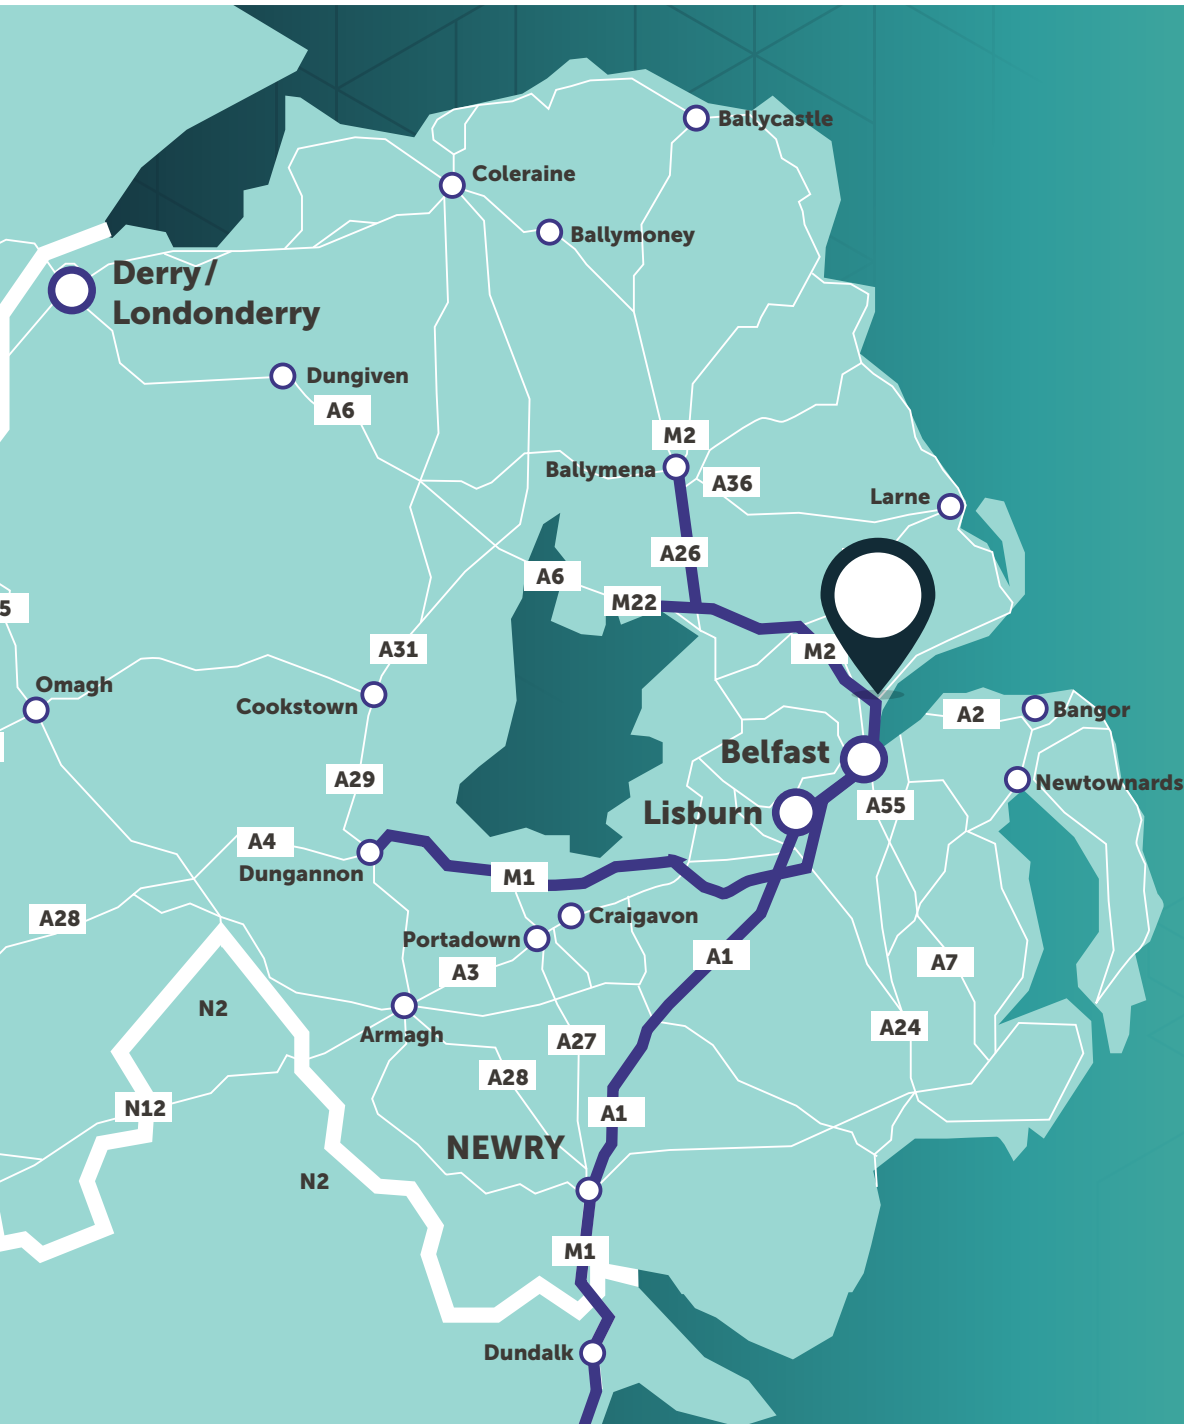 Ballycastle
Coleraine
Ballymoney
Derry/
Londonderry
Dungiven
A6
M2
Ballymena
A36
Larne
A26
A6
M22
5
A31
M2
Omagh
Cookstown
A2
Bangor
Belfast
A29
Newtownards
Lisburn
A55
A4
Dungannon
M1
A28
Craigavon
Portadown
A3
A1
A7
N2
Armagh
A27
A24
A28
N12
A1
NEWRY
N2
M1
Dundalk